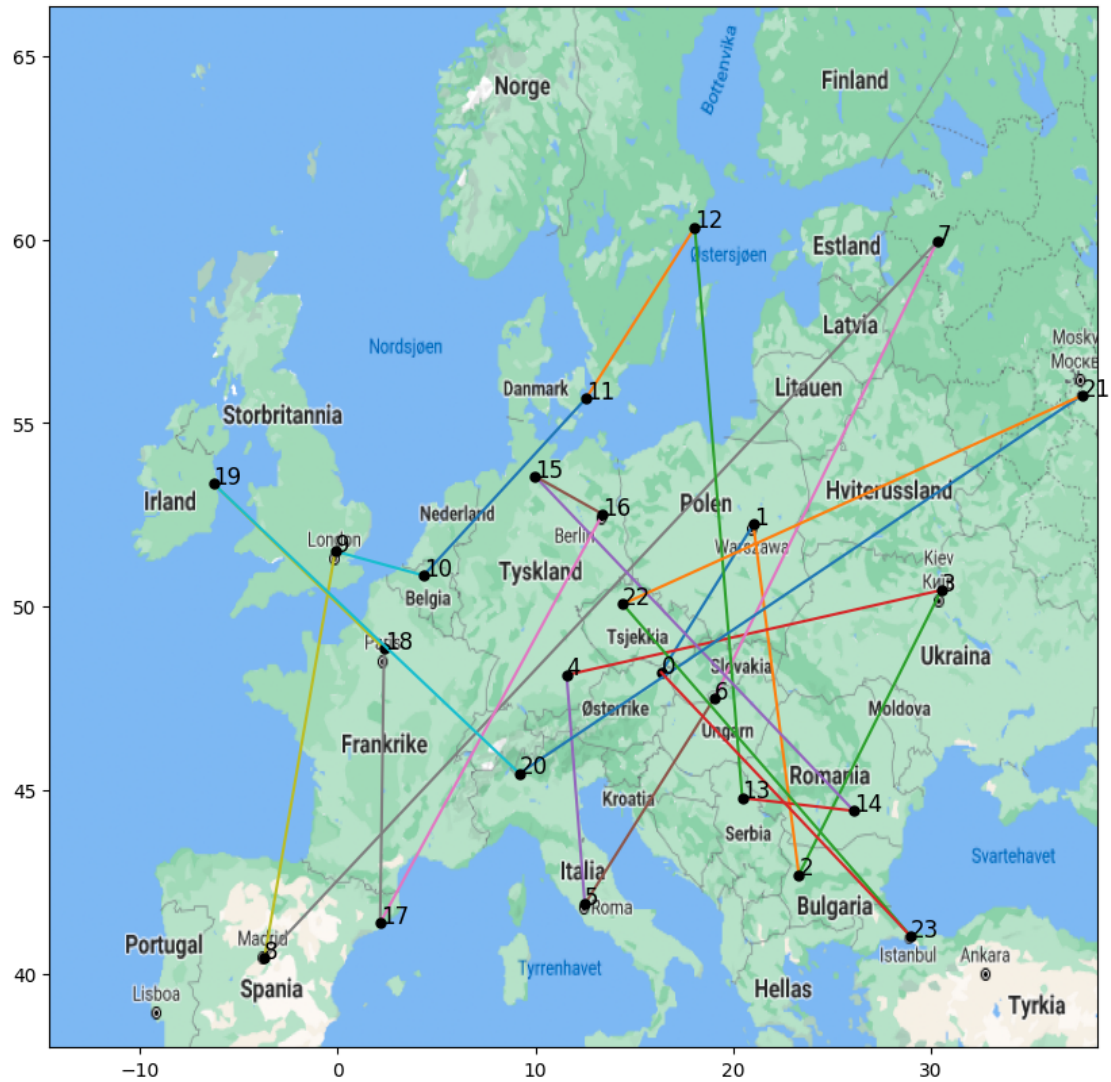 65
Norge
Bottenvika
Finland
12
7
60
Estland
Østersjøen
Latvia
Nordsjøen
Danmark
11
Litauen
Storbritannia
55
21
19
15
Irland
Nederland
16
Polen
Hviterussland
London
9
1
Berlin
Warszawa
10
Tyskland
Kiev
Belgia
22
3
50
Tsjekkia
18
Ukraina
4
0
Slovakia
6
Østerrike
Moldova
Ungarn
Frankrike
20
45
Romania
Kroatia
13
14
Serbia
Svartehavet
Italia
2
5
Roma
Bulgaria
17
23
Portugal
Madrid
8
Istanbul
Ankara
Tyrrenhavet
40
Lisboa
Spania
Hellas
Tyrkia
−10
0
10
20
30